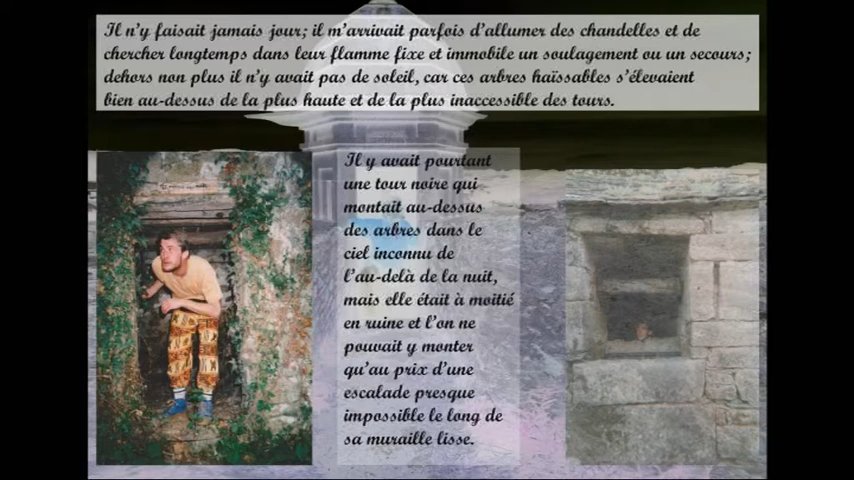 Il n'y faisait jamais jour; il m'arrivait parfois d'allumer des chandelles et de
chercher longtemps dans leur flamme fixe et immobile un soulagement ou un secours;
dehors non plus il n'y avait pas de soleil, car ces arbres haïssables s'élevaient
bien au-dessus de la plus haute et de la plus inaccessible des tours.
Il y avait pourtant
une tour noire qui
montait au-dessus
des arbres dans le
ciel inconnu de
l'au-delà de la nuit,
mais elle était à moitié
en ruine et l'on ne
pouvait y monter
qu'au prix d'une
escalade presque
impossible le long de
sa muraille lisse.